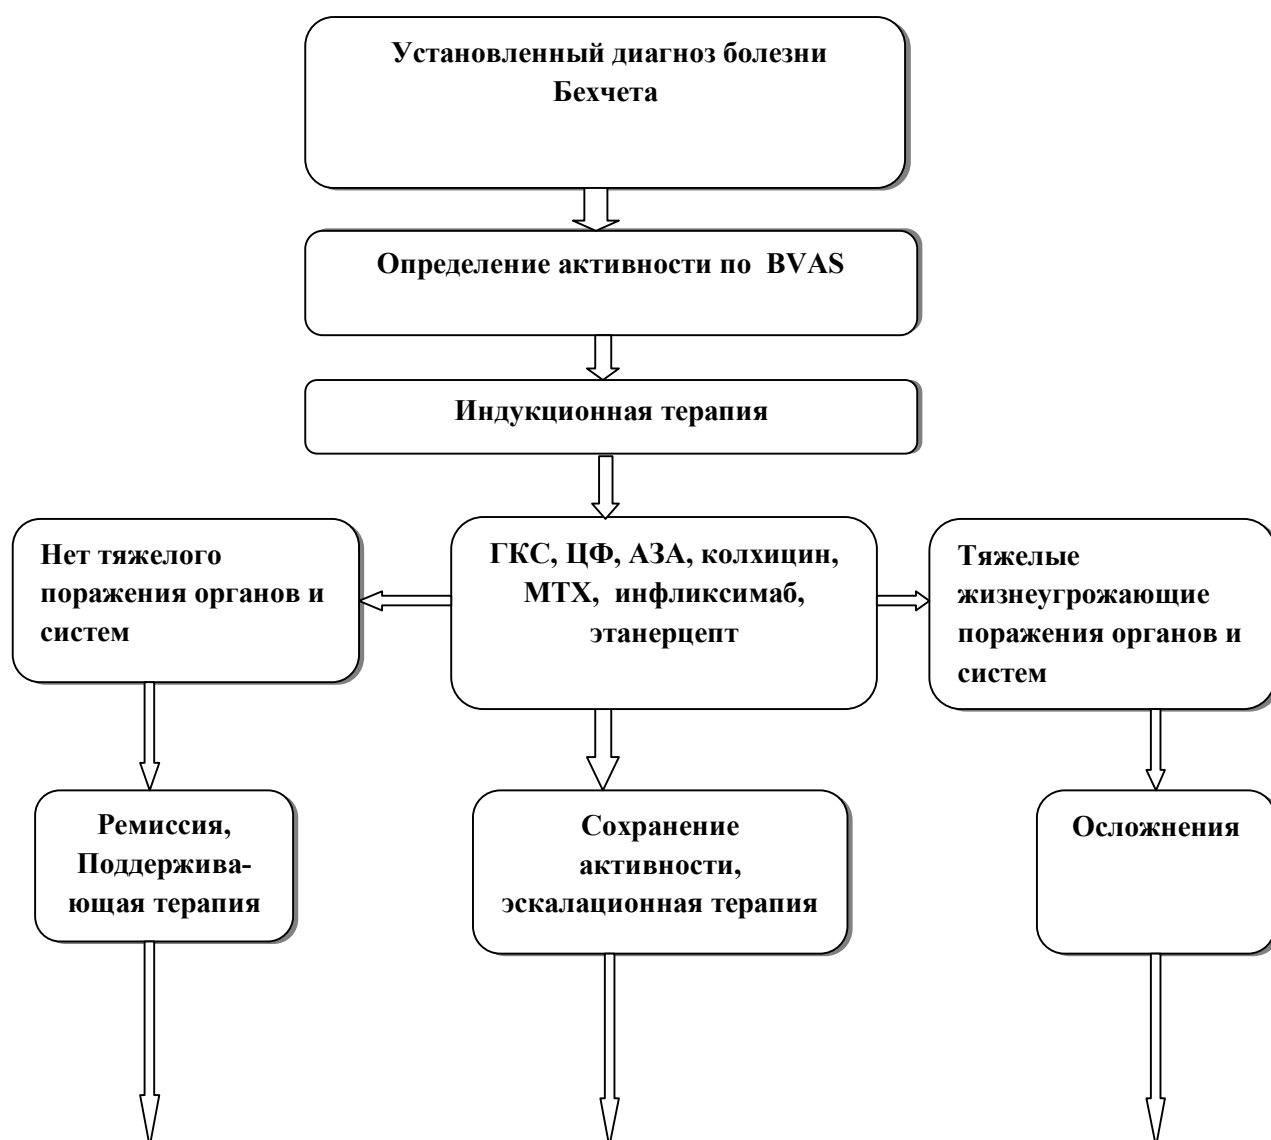 Установленный диагноз болезни
Бехчета
Определение активности по BVAS
Индукционная терапия
Нет тяжелого
поражения органов и
систем
ГКС, ЦФ, АЗА, колхицин,
МТХ, инфликсимаб,
этанерцепт
Тяжелые
жизнеугрожающие
поражения органов и
систем
Ремиссия,
Поддержива-
ющая терапия
Сохранение
активности,
эскалационная терапия
Осложнения